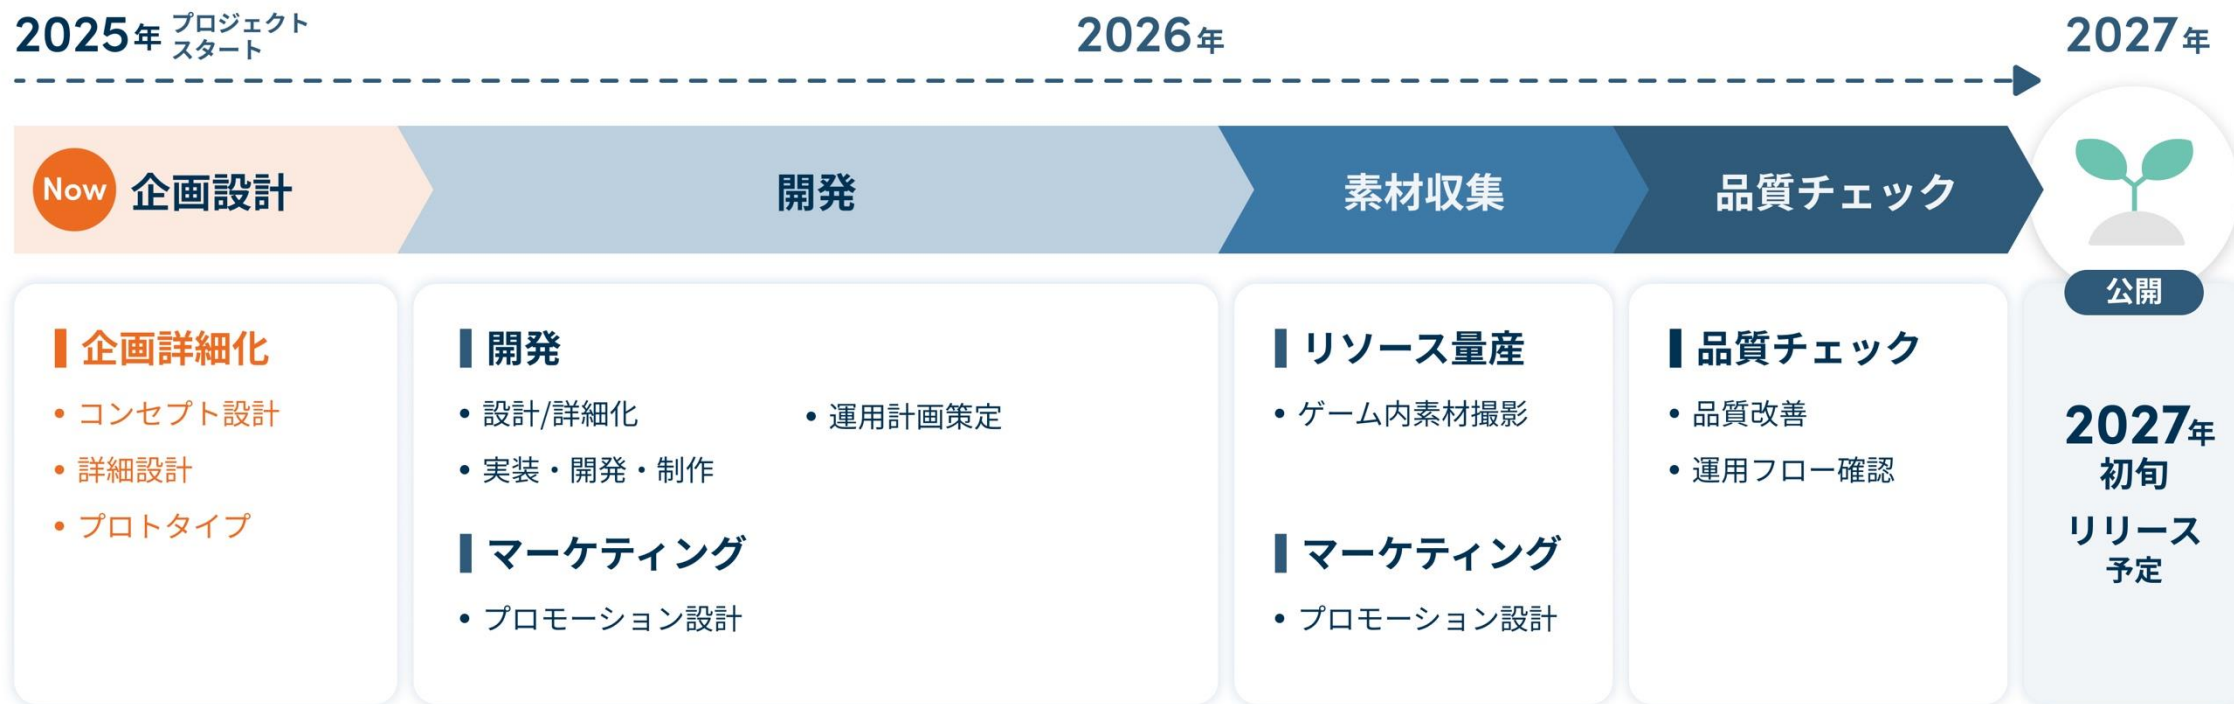 2025年 プロジェクト
スタート
2026年
2027年
Now 企画設計
開発
素材収集
品質チェック
公開
企画詳細化
• コンセプト設計
• 詳細設計
• プロトタイプ
開発
• 設計/詳細化
• 実装・開発・制作
• 運用計画策定
マーケティング
• プロモーション設計
リソース量産
• ゲーム内素材撮影
マーケティング
• プロモーション設計
品質チェック
• 品質改善
• 運用フロー確認
2027年
初旬
リリース
予定